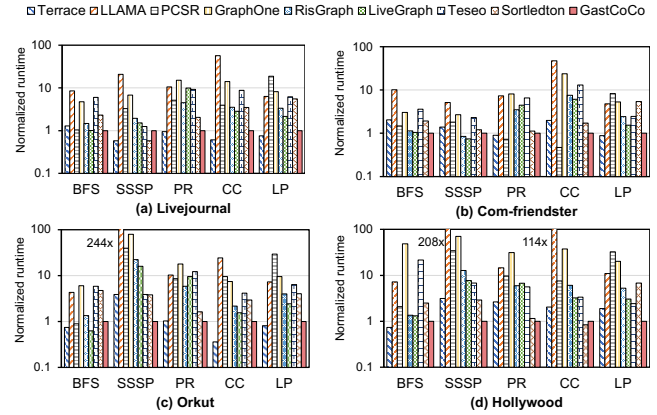 Terrace LLAMA PCSR GraphOne RisGraph LiveGraph Teseo Sortledton GastCoCo
Normalized runtime
100
10
1
0.1
BFS SSSP PR CC LP
(a) Livejournal
Normalized runtime
100
10
1
0.1
BFS SSSP PR CC LP
(b) Com-friendster
Normalized runtime
100
10
1
0.1
244x
BFS SSSP PR CC LP
(c) Orkut
Normalized runtime
100
10
1
0.1
208x 114x
BFS SSSP PR CC LP
(d) Hollywood